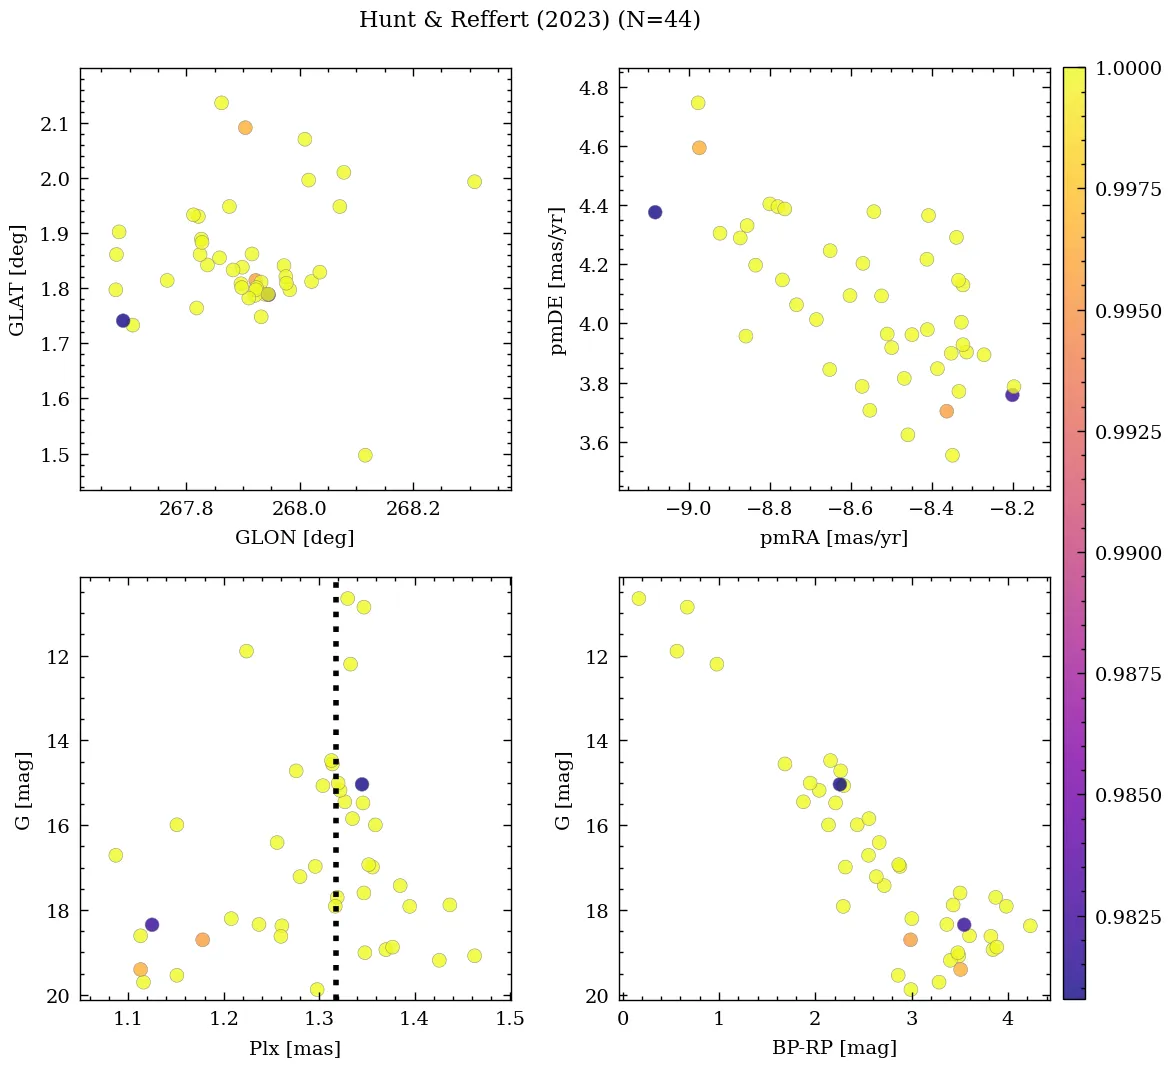 Hunt & Reffert (2023) (N=44)
2.1
2.0
1.9
1.8
1.7
1.6
1.5
GLAT [deg]
267.8 268.0 268.2
GLON [deg]
4.8
4.6
4.4
4.2
4.0
3.8
3.6
pmDE [mas/yr]
−9.0 −8.8 −8.6 −8.4 −8.2
pmRA [mas/yr]
1.0000
0.9975
0.9950
0.9925
0.9900
0.9875
0.9850
0.9825
12
14
16
18
20
G [mag]
1.1 1.2 1.3 1.4 1.5
Plx [mas]
12
14
16
18
20
G [mag]
0 1 2 3 4
BP-RP [mag]